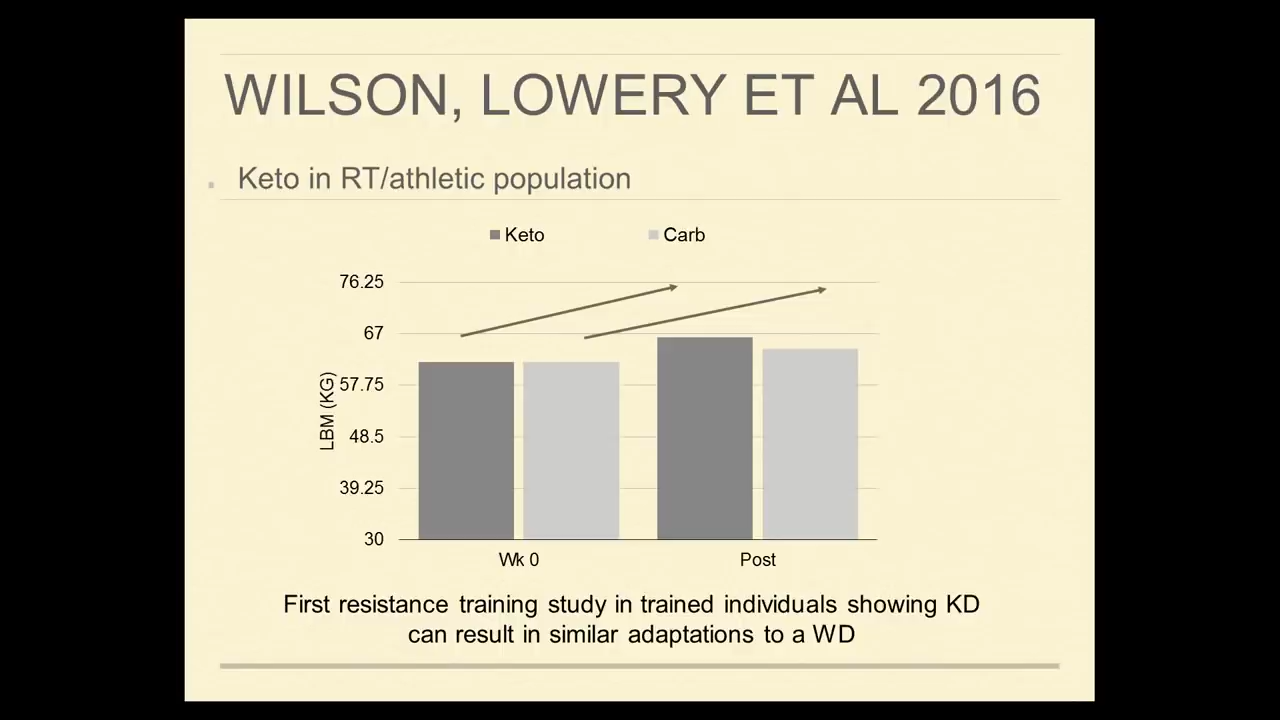 WILSON, LOWERY ET AL 2016
Keto in RT/athletic population
Keto Carb
76.25
67
57.75
48.5
39.25
30
LBM (KG)
Wk 0 Post
First resistance training study in trained individuals showing KD
can result in similar adaptations to a WD